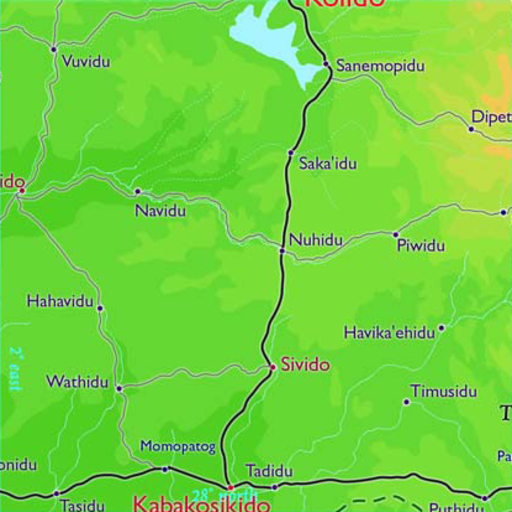 Kolido
Vuvidu
Sanemopidu
Dipet
Saka'idu
ido
Navidu
Nuhidu
Piwidu
Hahavidu
Havika'ehidu
2° east
Sivido
Wathidu
Timusidu
T
Momopatog
Pa
onidu
Tadidu
28° north
Tasidu
Kabakosikido
Puthidu